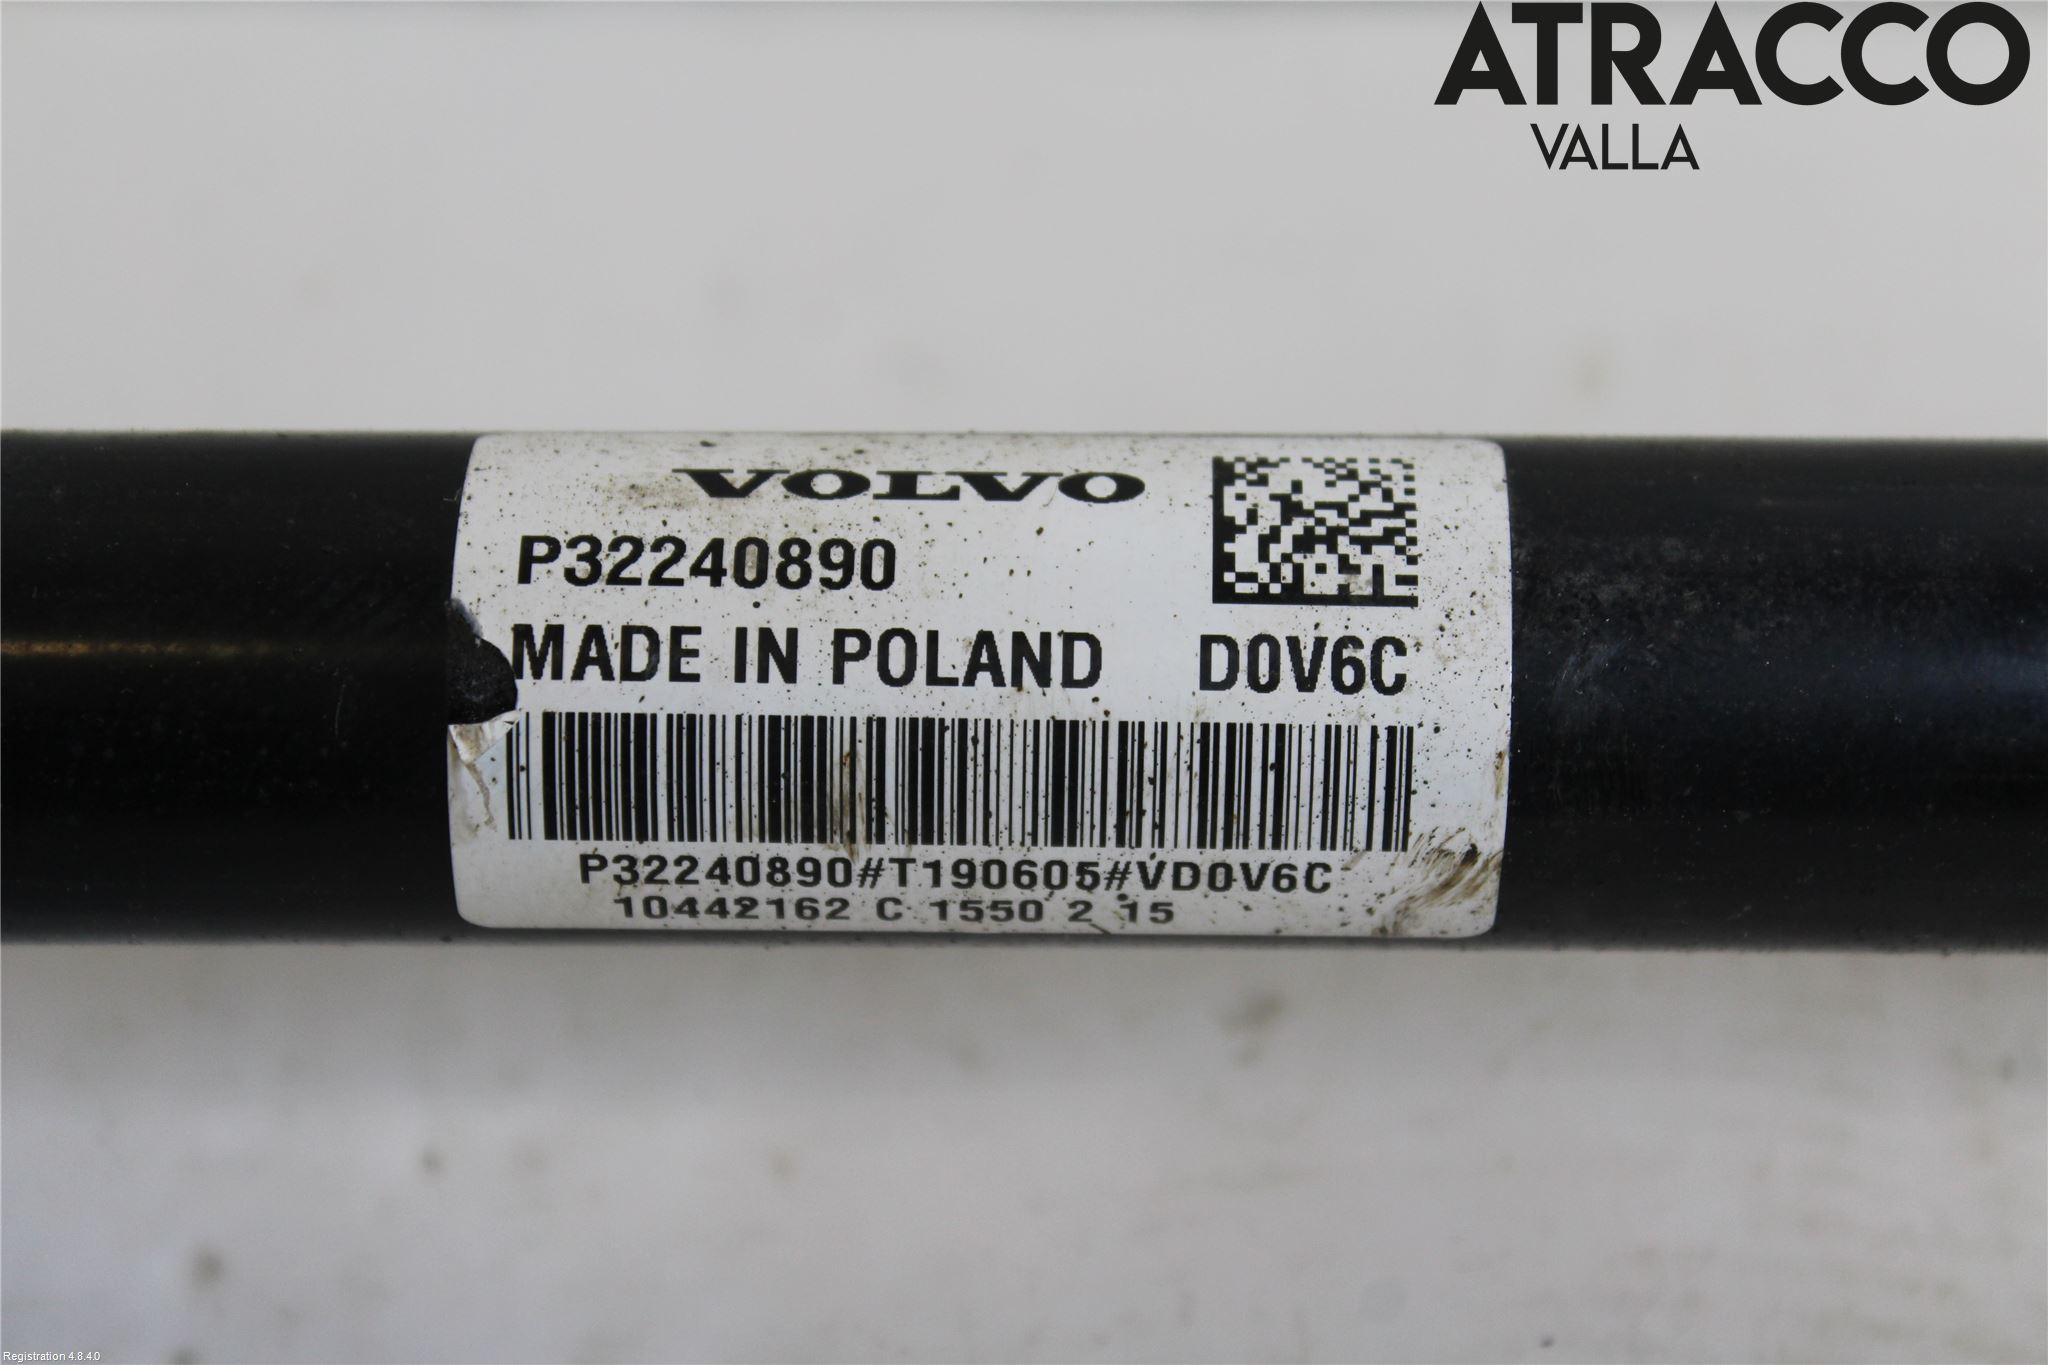 ATRACCO
VALLA
VOLVO
P32240890
MADE IN POLAND D0V6C
P32240890#T190605#VD0V6C
10442162 C 1550 2 15
Registration 4.8.4.0